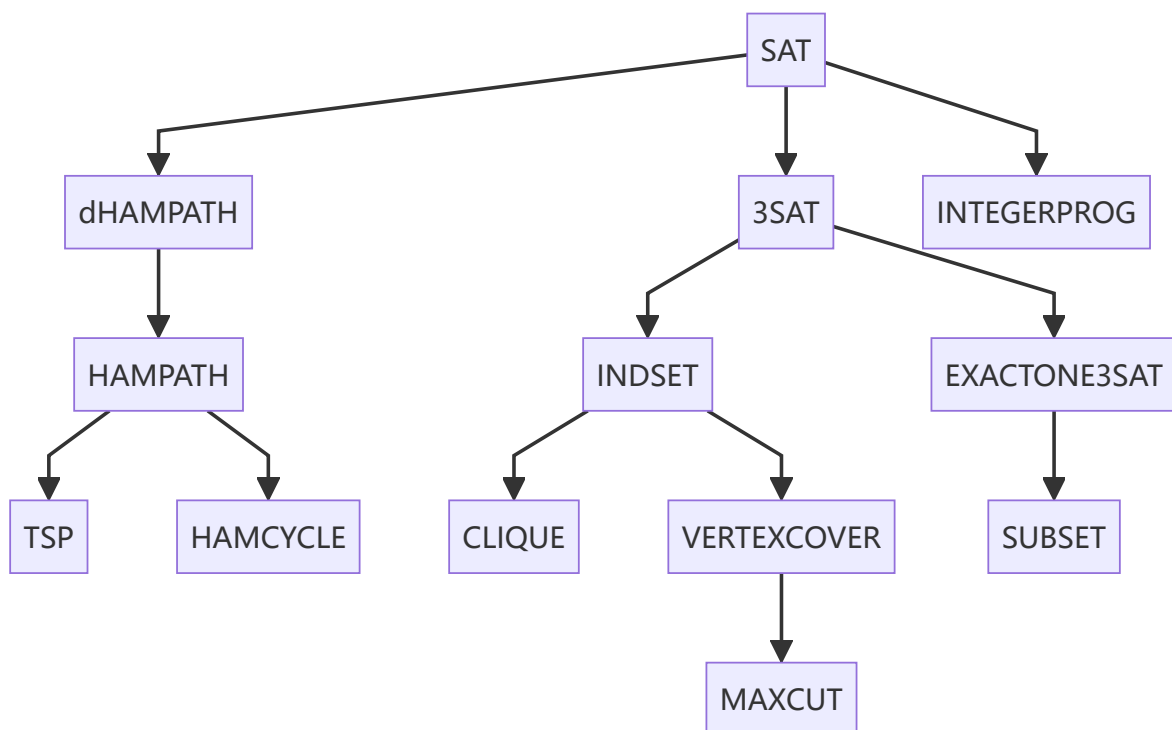 SAT
dHAMPATH
3SAT
INTEGERPROG
HAMPATH
INDSET
EXACTONE3SAT
TSP
HAMCYCLE
CLIQUE
VERTEXCOVER
SUBSET
MAXCUT